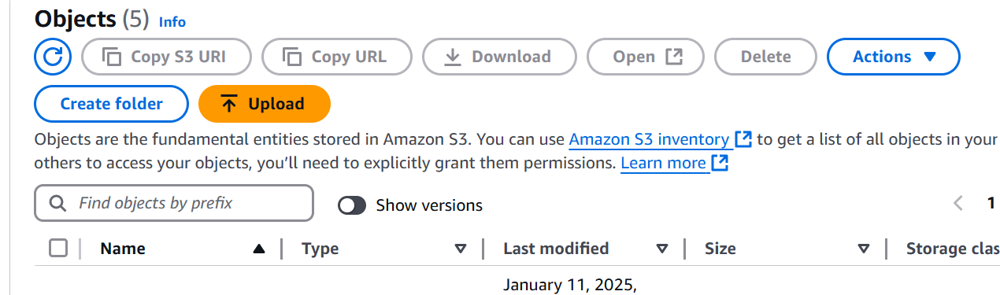 Objects (5) Info
Copy S3 URI Copy URL Download Open Delete Actions
Create folder Upload
Objects are the fundamental entities stored in Amazon S3. You can use Amazon S3 inventory to get a list of all objects in your
others to access your objects, you'll need to explicitly grant them permissions. Learn more
Find objects by prefix Show versions 1
Name Type Last modified Size Storage clas
January 11, 2025,